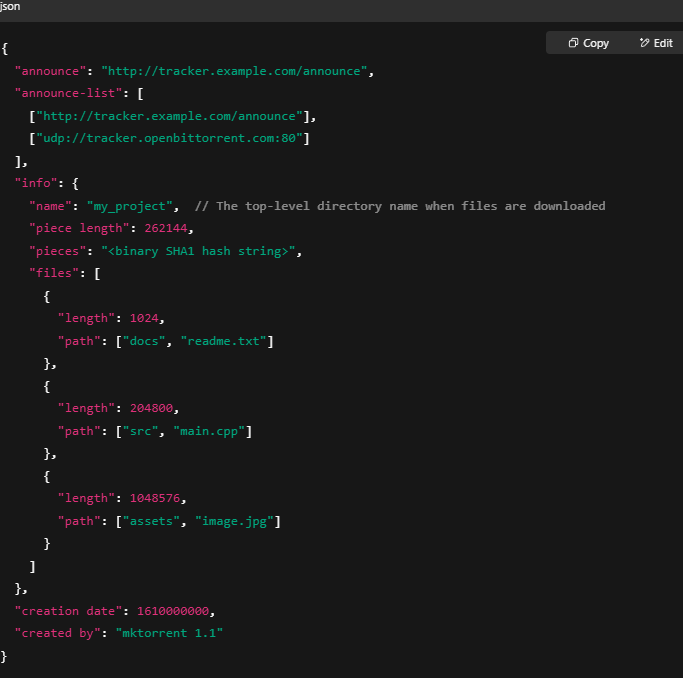 json
Copy Edit
{
  "announce": "http://tracker.example.com/announce",
  "announce-list": [
    ["http://tracker.example.com/announce"],
    ["udp://tracker.openbittorrent.com:80"]
  ],
  "info": {
    "name": "my_project",  // The top-level directory name when files are downloaded
    "piece length": 262144,
    "pieces": "<binary SHA1 hash string>",
    "files": [
      {
        "length": 1024,
        "path": ["docs", "readme.txt"]
      },
      {
        "length": 204800,
        "path": ["src", "main.cpp"]
      },
      {
        "length": 1048576,
        "path": ["assets", "image.jpg"]
      }
    ]
  },
  "creation date": 1610000000,
  "created by": "mktorrent 1.1"
}